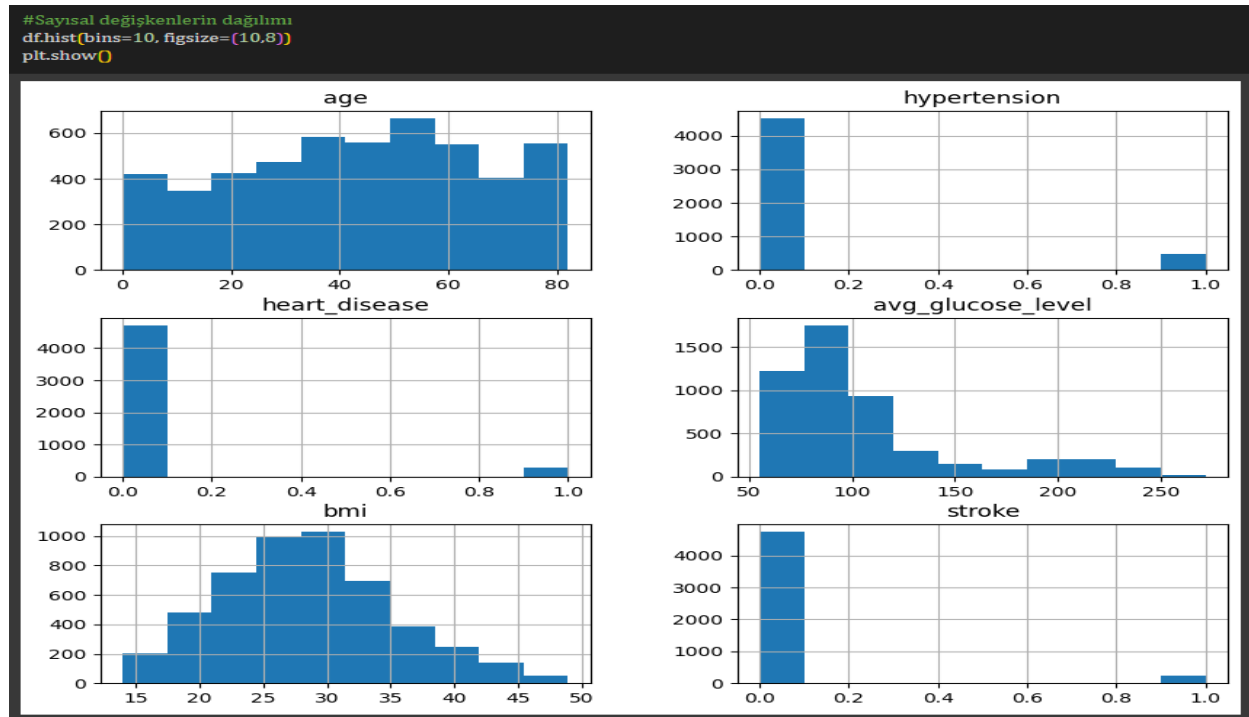 #Sayısal değişkenlerin dağılımı
df.hist(bins=10, figsize=(10,8))
plt.show()
age
600
400
200
0
0 20 40 60 80
hypertension
4000
3000
2000
1000
0
0.0 0.2 0.4 0.6 0.8 1.0
heart_disease
4000
3000
2000
1000
0
0.0 0.2 0.4 0.6 0.8 1.0
avg_glucose_level
1500
1000
500
0
50 100 150 200 250
bmi
1000
800
600
400
200
0
15 20 25 30 35 40 45 50
stroke
4000
3000
2000
1000
0
0.0 0.2 0.4 0.6 0.8 1.0